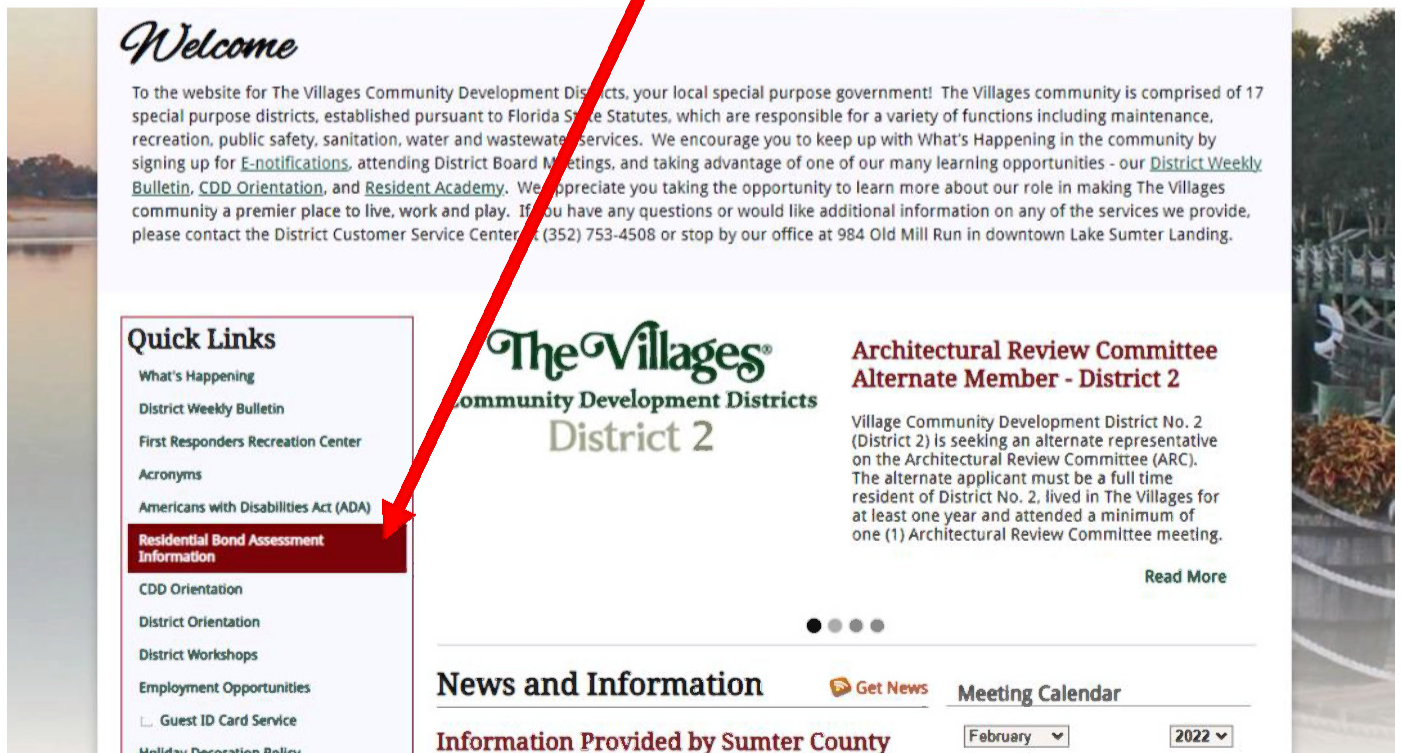 Welcome
To the website for The Villages Community Development Districts, your local special purpose government! The Villages community is comprised of 17
special purpose districts, established pursuant to Florida State Statutes, which are responsible for a variety of functions including maintenance,
recreation, public safety, sanitation, water and wastewater services. We encourage you to keep up with What's Happening in the community by
signing up for E-notifications, attending District Board Meetings, and taking advantage of one of our many learning opportunities - our District Weekly
Bulletin, CDD Orientation, and Resident Academy. We appreciate you taking the opportunity to learn more about our role in making The Villages
community a premier place to live, work and play. If you have any questions or would like additional information on any of the services we provide,
please contact the District Customer Service Center at (352) 753-4508 or stop by our office at 984 Old Mill Run in downtown Lake Sumter Landing.
Quick Links
What's Happening
District Weekly Bulletin
First Responders Recreation Center
Acronyms
Americans with Disabilities Act (ADA)
Residential Bond Assessment
Information
CDD Orientation
District Orientation
District Workshops
Employment Opportunities
Guest ID Card Service
Holiday Decoration Policy
The Villages®
Community Development Districts
District 2
Architectural Review Committee
Alternate Member - District 2
Village Community Development District No. 2
(District 2) is seeking an alternate representative
on the Architectural Review Committee (ARC).
The alternate applicant must be a full time
resident of District No. 2, lived in The Villages for
at least one year and attended a minimum of
one (1) Architectural Review Committee meeting.
Read More
News and Information
Get News
Information Provided by Sumter County
Meeting Calendar
February
2022